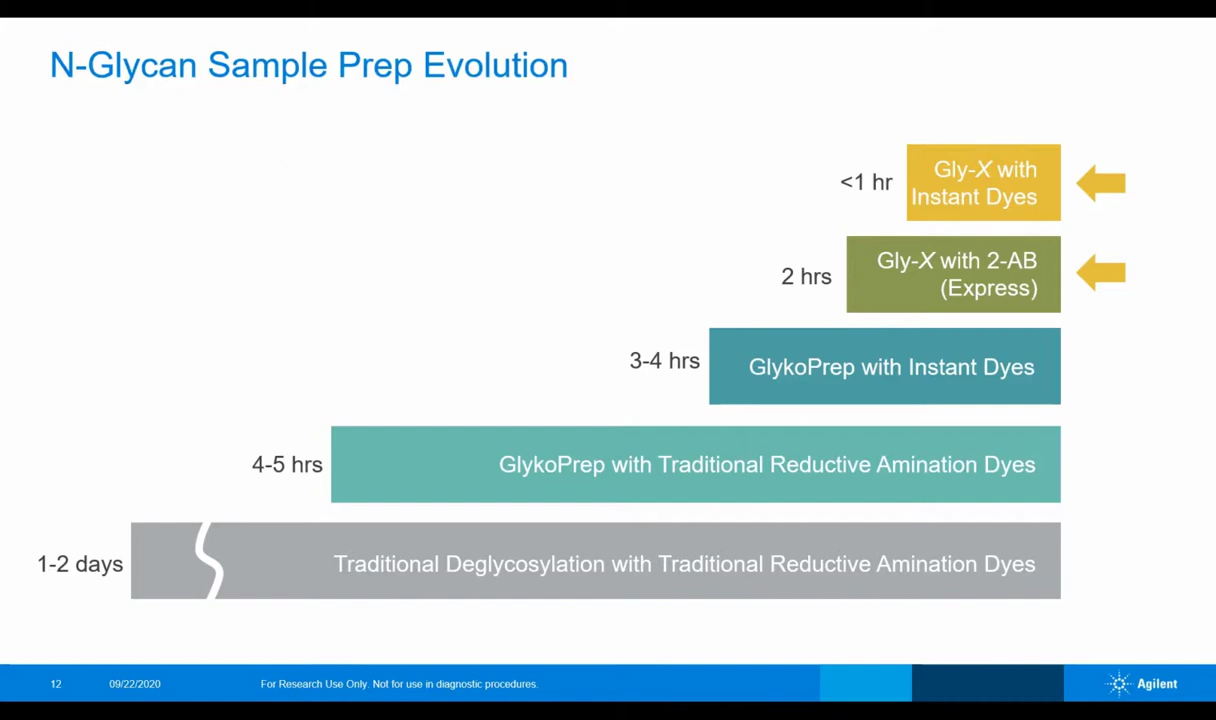 N-Glycan Sample Prep Evolution
<1 hr
Gly-X with
Instant Dyes
2 hrs
Gly-X with 2-AB
(Express)
3-4 hrs
GlykoPrep with Instant Dyes
4-5 hrs
GlykoPrep with Traditional Reductive Amination Dyes
1-2 days
Traditional Deglycosylation with Traditional Reductive Amination Dyes
12
09/22/2020
For Research Use Only. Not for use in diagnostic procedures.
Agilent